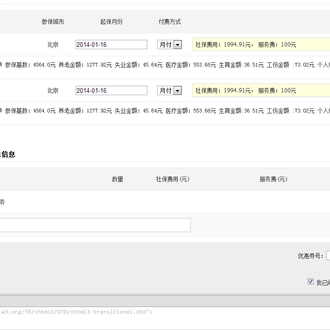 参保城市 起保月份 付费方式
北京 2014-01-16 月付 社保费用: 1994.91元; 服务费: 100元
参保基数: 4564.0元 养老金额: 1277.92元 失业金额: 45.64元 医疗金额: 553.68元 生育金额:36.51元 工伤金额 :73.02元 个人
北京 2014-01-16 月付 社保费用: 1994.91元; 服务费: 100元
参保基数: 4564.0元 养老金额: 1277.92元 失业金额: 45.64元 医疗金额: 553.68元 生育金额:36.51元 工伤金额 :73.02元 个人
信息
数量 社保费用(元) 服务费(元)
务
优惠券号:
我已
.w3.org/TR/xhtml1/DTD/xhtml1-transitional.dtd">